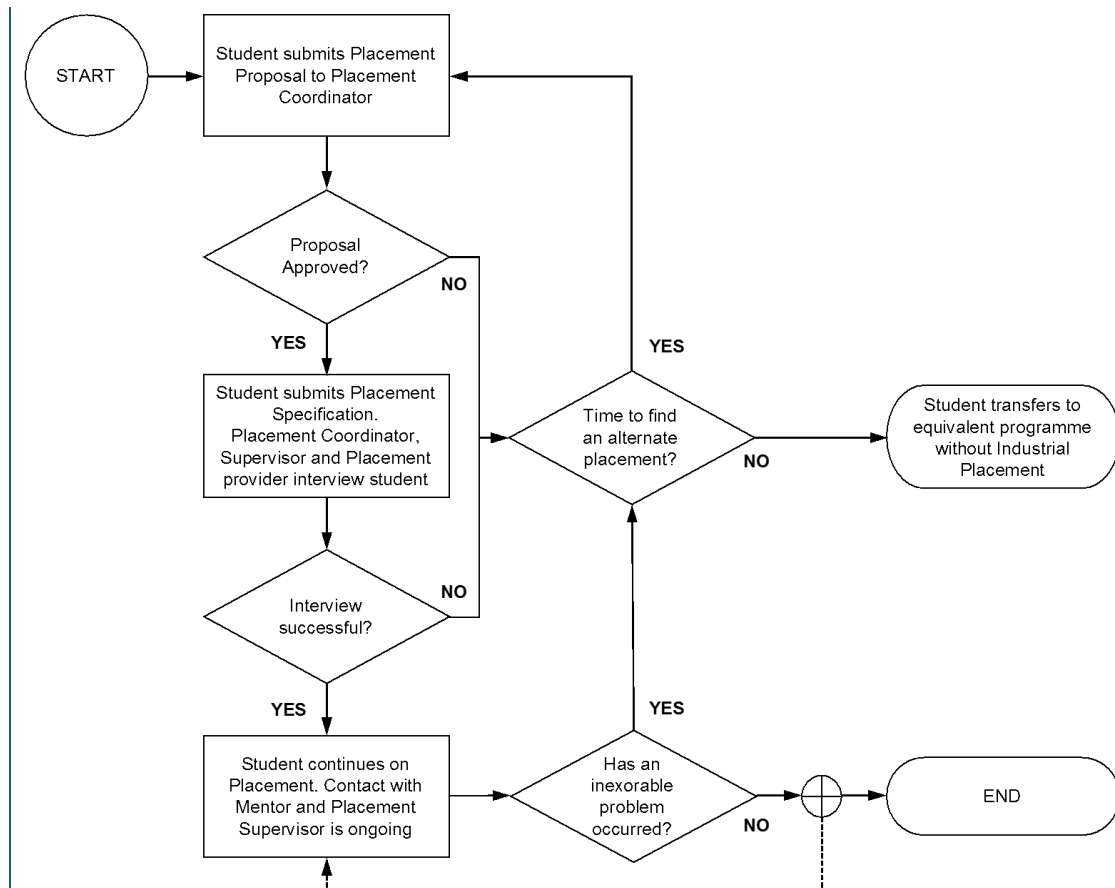 START
Student submits Placement
Proposal to Placement
Coordinator
Proposal
Approved?
NO
YES
Student submits Placement
Specification.
Placement Coordinator,
Supervisor and Placement
provider interview student
Interview
successful?
NO
YES
Student continues on
Placement. Contact with
Mentor and Placement
Supervisor is ongoing
Has an
inexorable
problem
occurred?
YES
NO
END
Time to find
an alternate
placement?
YES
NO
Student transfers to
equivalent programme
without Industrial
Placement